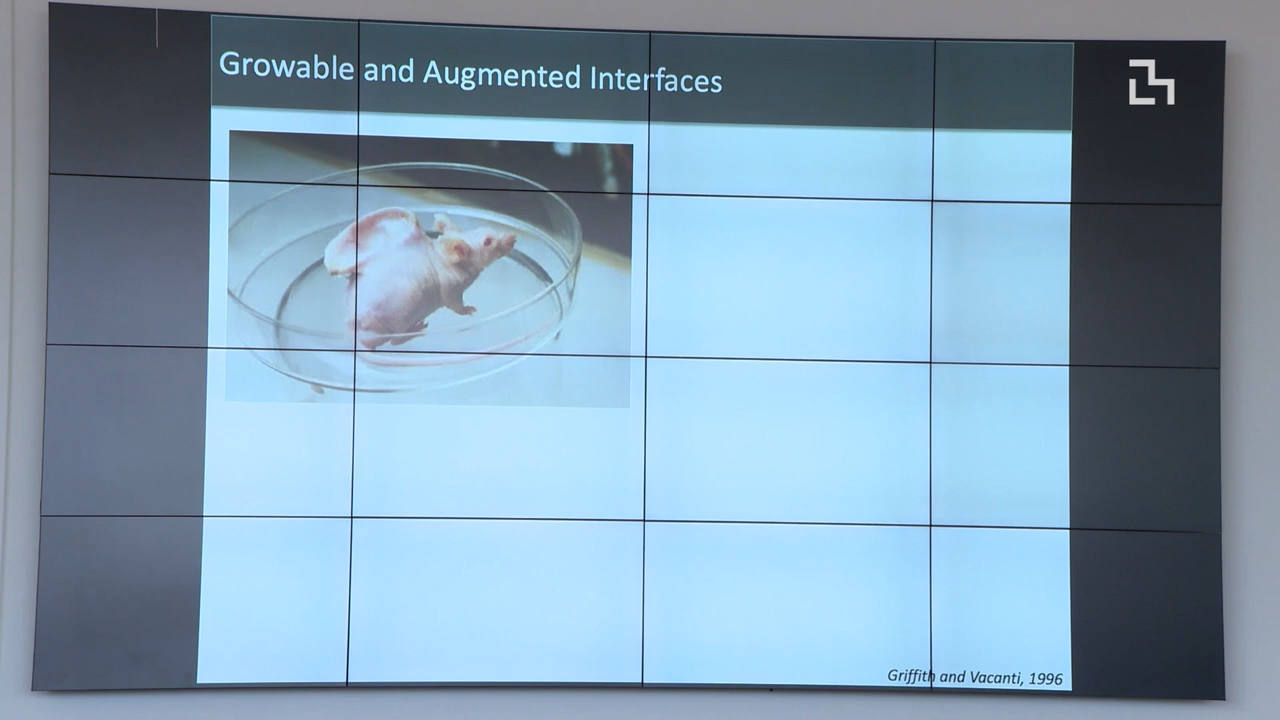 Growable and Augmented Interfaces
Griffith and Vacanti, 1996